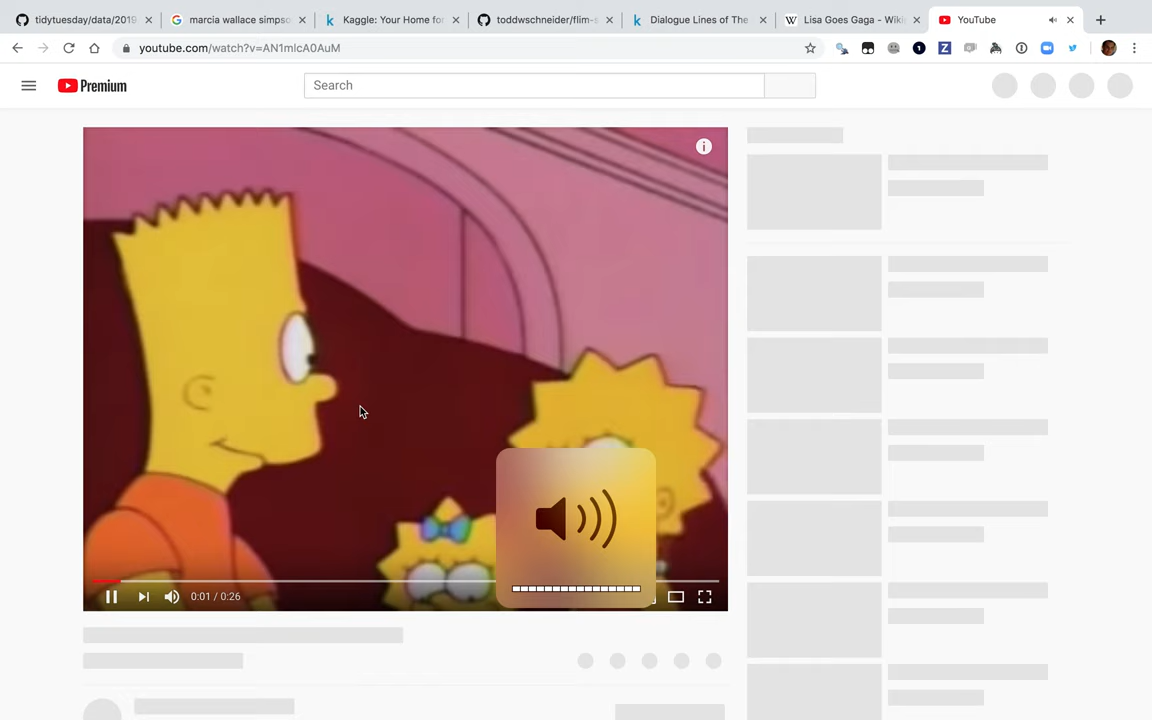 tidytuesday/data/2019
marcia wallace simpso
Kaggle: Your Home for
toddwschneider/flim-s
Dialogue Lines of The
Lisa Goes Gaga - Wiki
YouTube
youtube.com/watch?v=AN1mlcA0AuM
Premium
Search
0:01 / 0:26